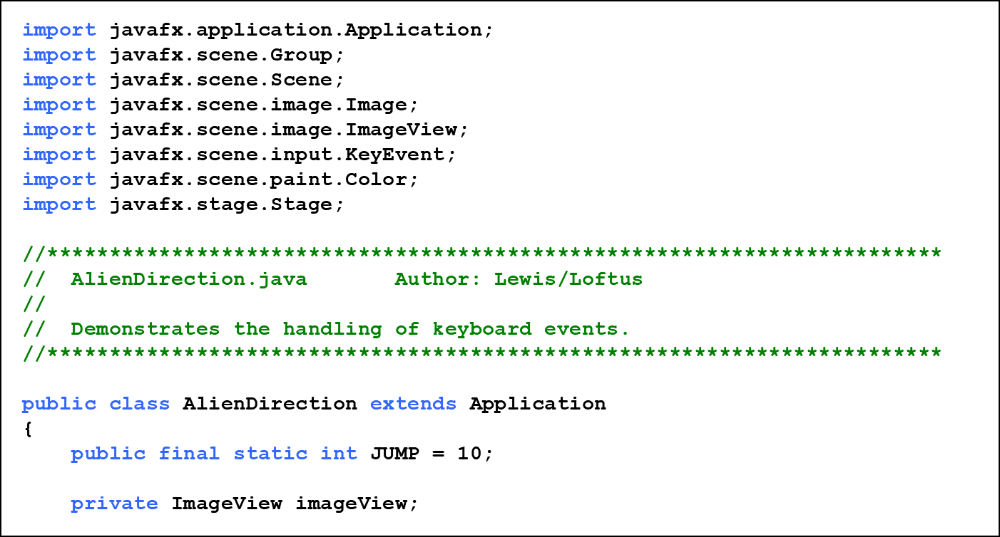 import javafx.application.Application;
import javafx.scene.Group;
import javafx.scene.Scene;
import javafx.scene.image.Image;
import javafx.scene.image.ImageView;
import javafx.scene.input.KeyEvent;
import javafx.scene.paint.Color;
import javafx.stage.Stage;

//************************************************************************
//  AlienDirection.java       Author: Lewis/Loftus
//
//  Demonstrates the handling of keyboard events.
//************************************************************************

public class AlienDirection extends Application
{
    public final static int JUMP = 10;

    private ImageView imageView;